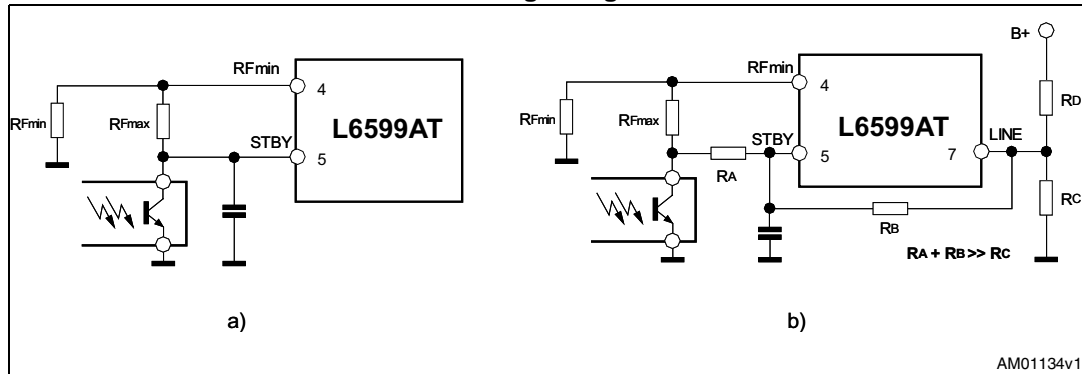 RFmin
4
RFmin
RFmax
L6599AT
STBY
5
a)
B+
RFmin
4
RD
RFmin
RFmax
L6599AT
STBY
LINE
5
7
RA
RC
RB
RA + RB >> RC
b)
AM01134v1